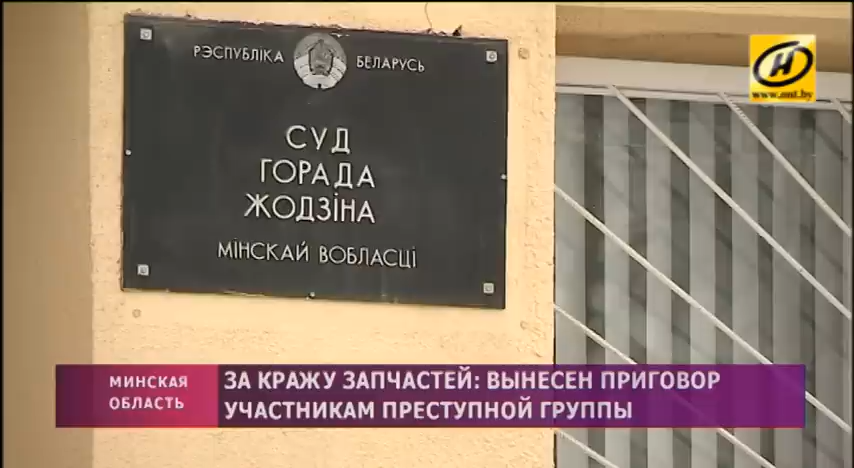 РЭСПУБЛІКА БЕЛАРУСЬ
www.ont.by
СУД
ГОРАДА
ЖОДЗІНА
МІНСКАЙ ВОБЛАСЦІ
МИНСКАЯ
ОБЛАСТЬ
ЗА КРАЖУ ЗАПЧАСТЕЙ: ВЫНЕСЕН ПРИГОВОР
УЧАСТНИКАМ ПРЕСТУПНОЙ ГРУППЫ